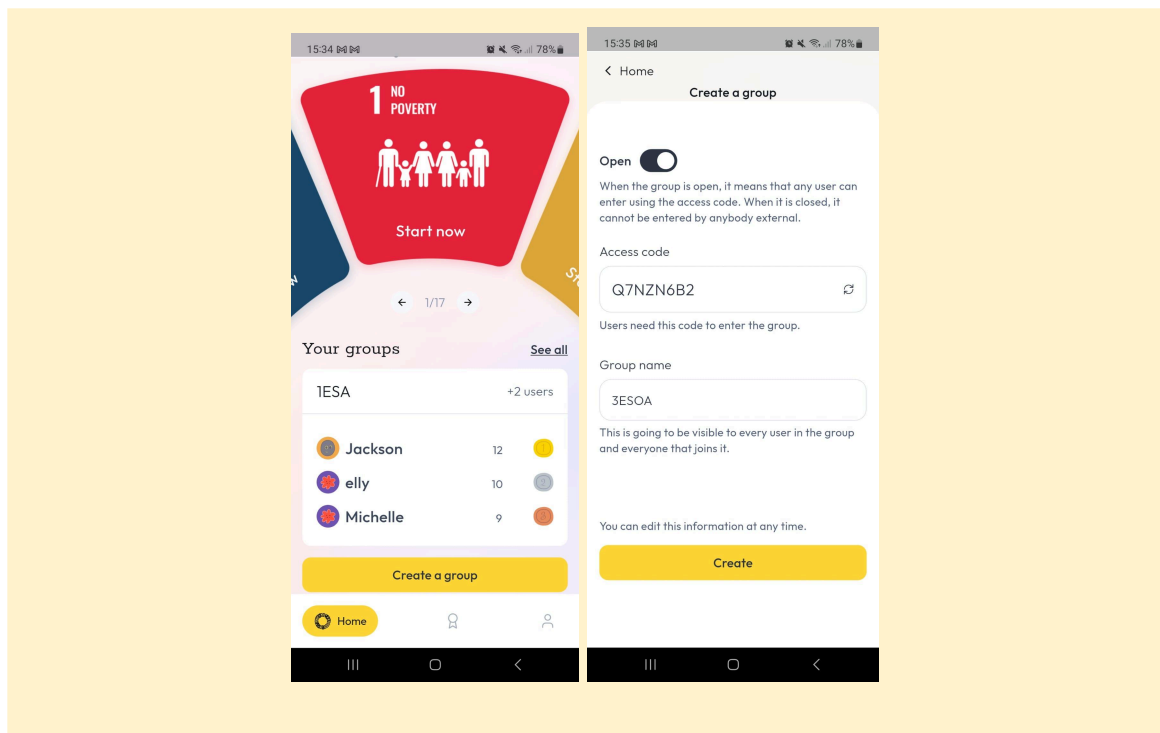 15:34
78%
1 NO
POVERTY
Start now
1/17
Your groups See all
1ESA +2 users
Jackson 12 1
elly 10 2
Michelle 9 3
Create a group
Home
15:35
78%
Home
Create a group
Open
When the group is open, it means that any user can
enter using the access code. When it is closed, it
cannot be entered by anybody external.
Access code
Q7NZN6B2
Users need this code to enter the group.
Group name
3ESOA
This is going to be visible to every user in the group
and everyone that joins it.
You can edit this information at any time.
Create